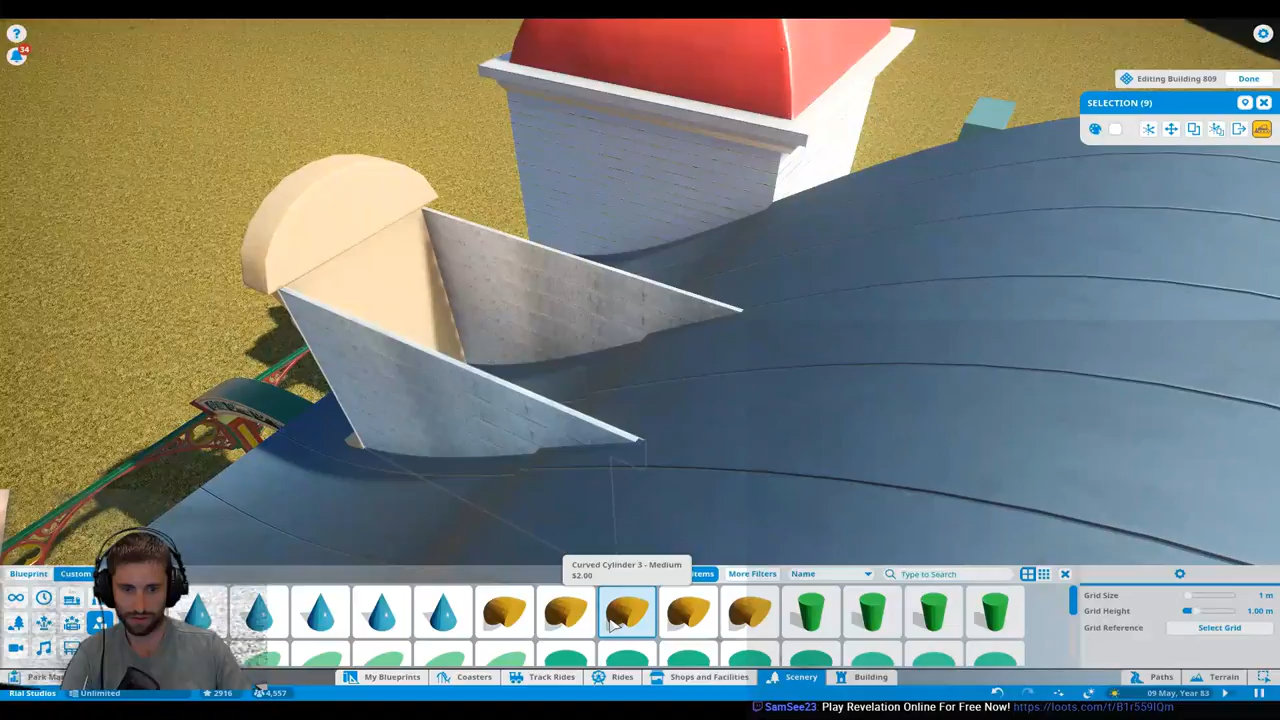 ?
34
Editing Building 809
Done
SELECTION (9)
Curved Cylinder 3 - Medium
$2.00
Blueprint
Custom
items
More Filters
Name
Type to Search
Grid Size
1 m
Grid Height
1.00 m
Grid Reference
Select Grid
My Blueprints
Coasters
Track Rides
Rides
Shops and Facilities
Scenery
Building
Paths
Terrain
Rial Studios
Unlimited
2916
4,557
09 May, Year 83
SamSee23 Play Revelation Online For Free Now! https://loots.com/t/B1r559IQm